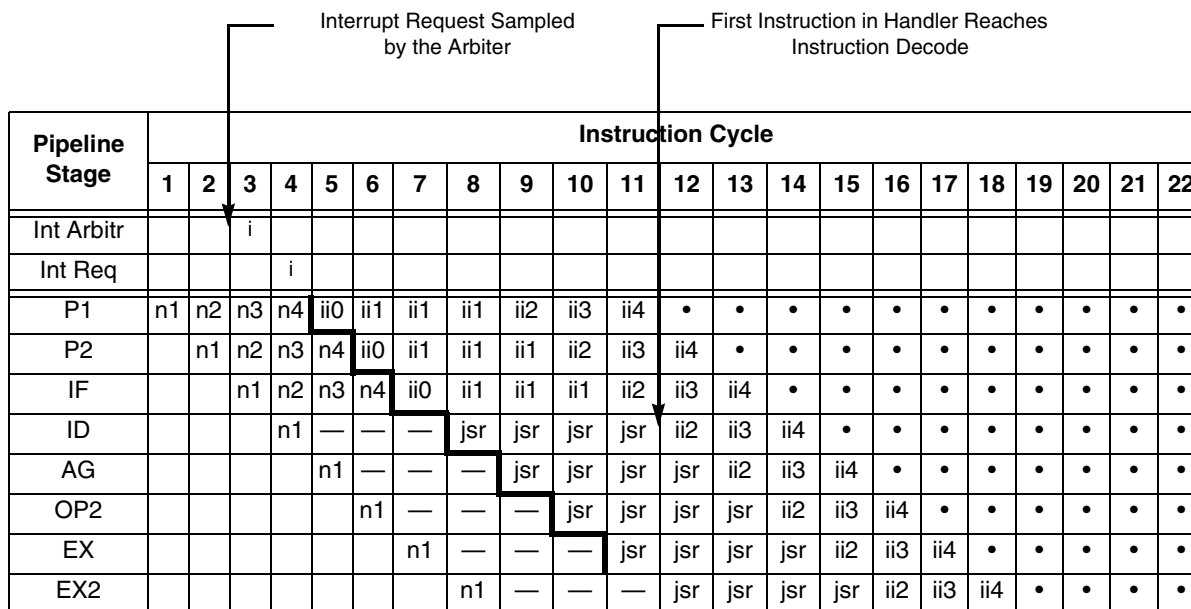 Interrupt Request Sampled
by the Arbiter
First Instruction in Handler Reaches
Instruction Decode
Pipeline Stage Instruction Cycle
1 2 3 4 5 6 7 8 9 10 11 12 13 14 15 16 17 18 19 20 21 22
Int Arbitr i
Int Req i
P1 n1 n2 n3 n4 ii0 ii1 ii1 ii1 ii2 ii3 ii4 • • • • • • • • • • •
P2 n1 n2 n3 n4 ii0 ii1 ii1 ii1 ii2 ii3 ii4 • • • • • • • • • •
IF n1 n2 n3 n4 ii0 ii1 ii1 ii1 ii2 ii3 ii4 • • • • • • • • •
ID n1 — — — jsr jsr jsr jsr ii2 ii3 ii4 • • • • • • • •
AG n1 — — — jsr jsr jsr jsr ii2 ii3 ii4 • • • • • • •
OP2 n1 — — — jsr jsr jsr jsr ii2 ii3 ii4 • • • • • •
EX n1 — — — jsr jsr jsr jsr ii2 ii3 ii4 • • • • •
EX2 n1 — — — jsr jsr jsr jsr ii2 ii3 ii4 • • • •